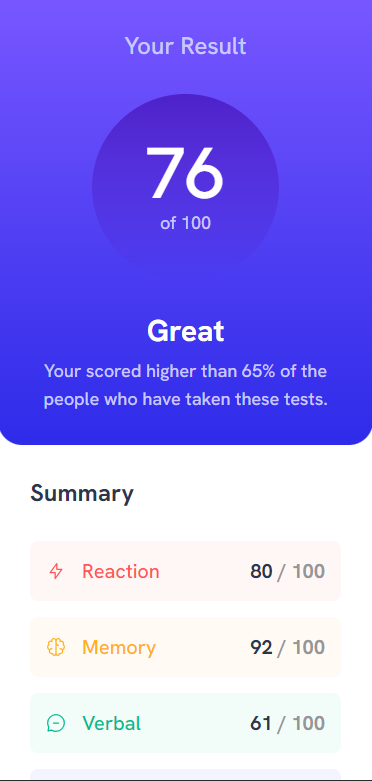 Your Result
76
of 100
Great
Your scored higher than 65% of the
people who have taken these tests.
Summary
Reaction 80 / 100
Memory 92 / 100
Verbal 61 / 100